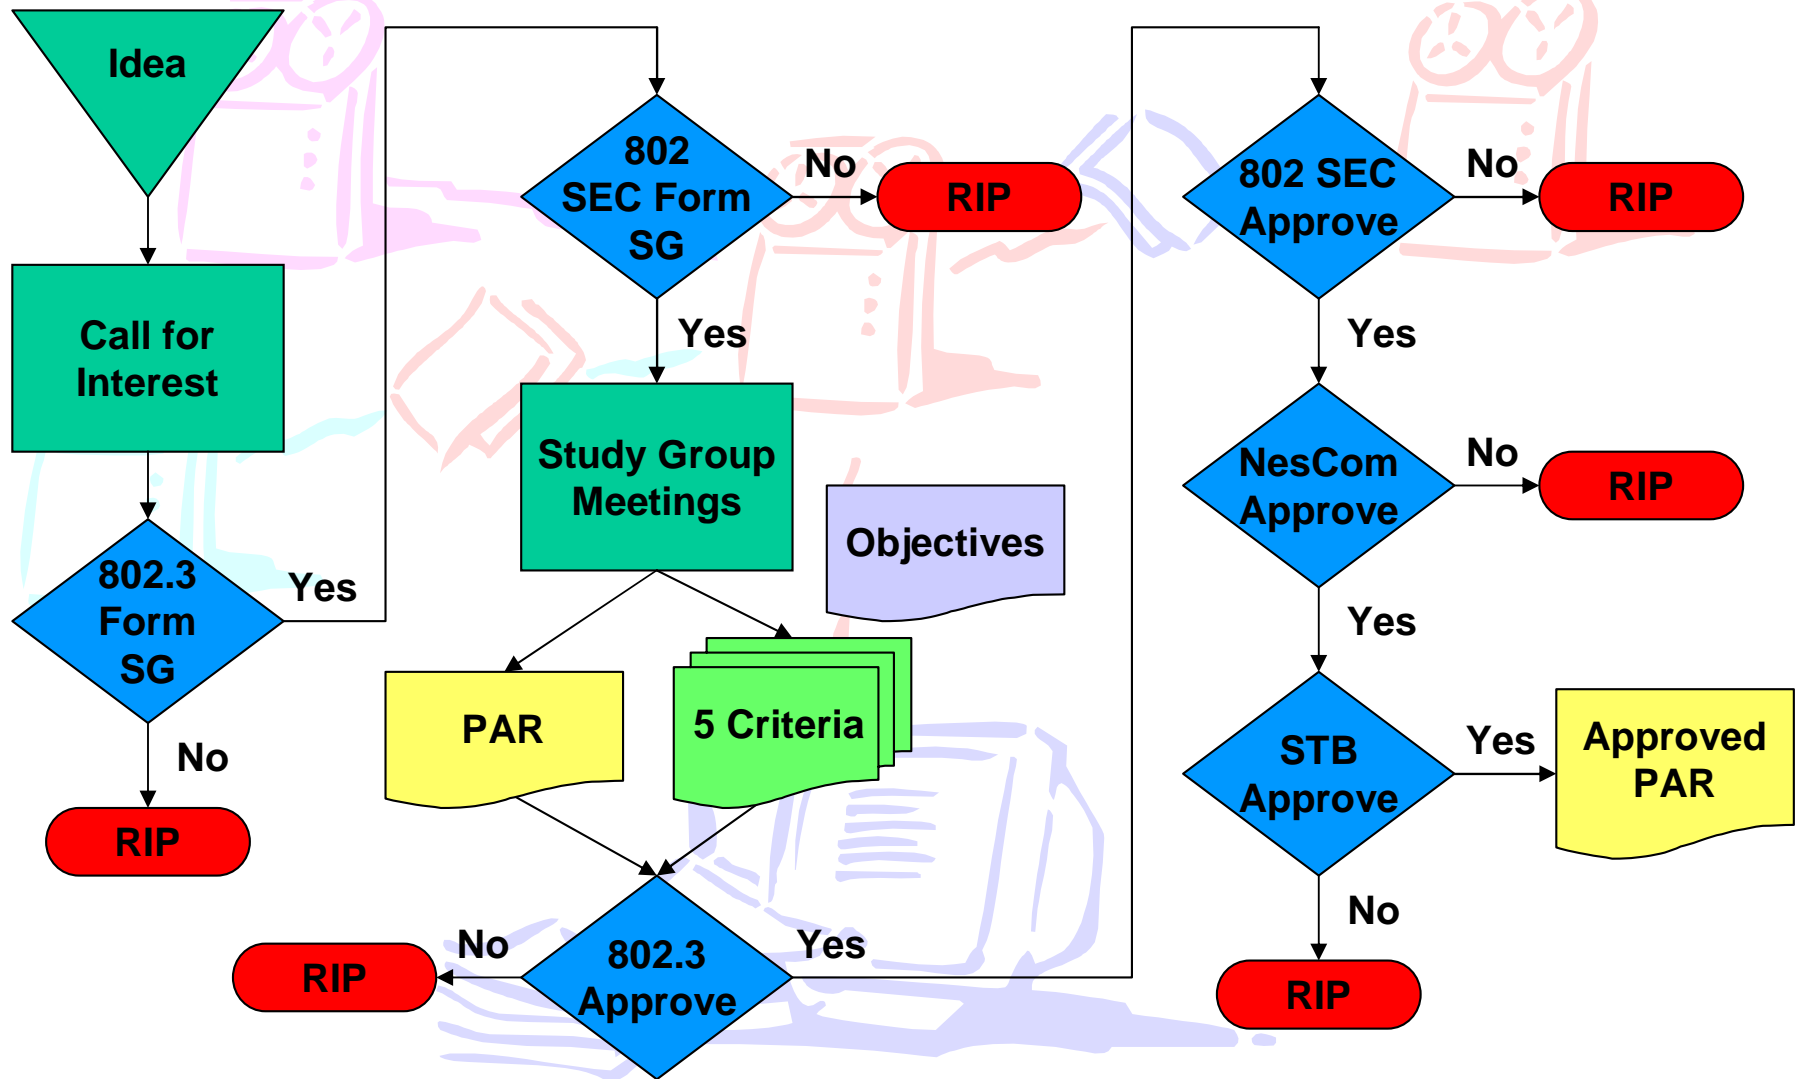 Idea
Call for
Interest
802.3
Form
SG
Yes
No
RIP
802
SEC Form
SG
No
RIP
Yes
Study Group
Meetings
Objectives
PAR
5 Criteria
802.3
Approve
No
RIP
Yes
802 SEC
Approve
No
RIP
Yes
NesCom
Approve
No
RIP
Yes
STB
Approve
Yes
Approved
PAR
No
RIP